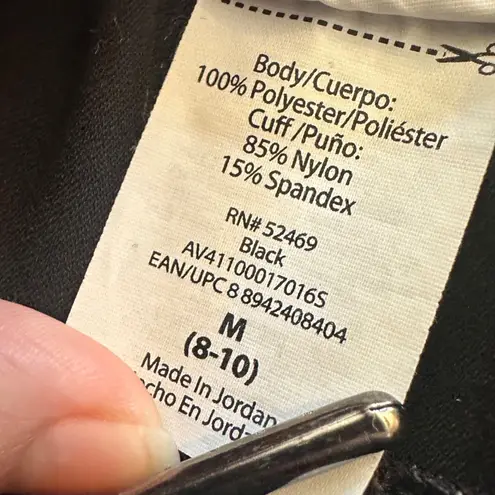 Body/Cuerpo:
100% Polyester/Poliéster
Cuff/Puño:
85% Nylon
15% Spandex
RN# 52469
Black
AV41100017016S
EAN/UPC 8 8942408404
M
(8-10)
Made In Jordan
En